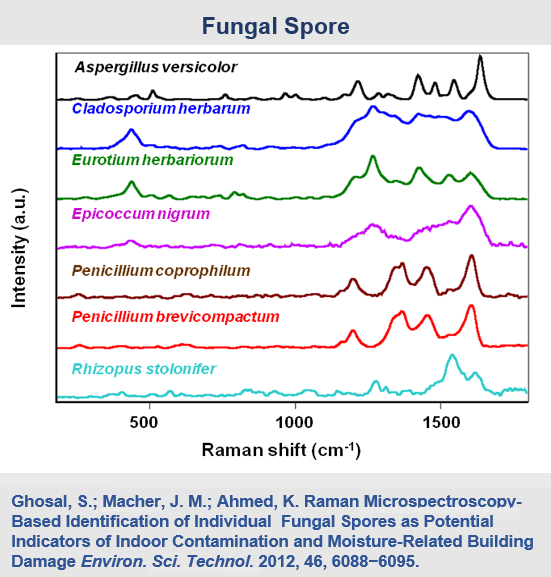 Fungal Spore
Aspergillus versicolor
Cladosporium herbarum
Eurotium herbariorum
Epicoccum nigrum
Penicillium coprophilum
Penicillium brevicompactum
Rhizopus stolonifer
Intensity (a.u.)
500 1000 1500
Raman shift (cm-1)
Ghosal, S.; Macher, J. M.; Ahmed, K. Raman Microspectroscopy-
Based Identification of Individual Fungal Spores as Potential
Indicators of Indoor Contamination and Moisture-Related Building
Damage Environ. Sci. Technol. 2012, 46, 6088−6095.